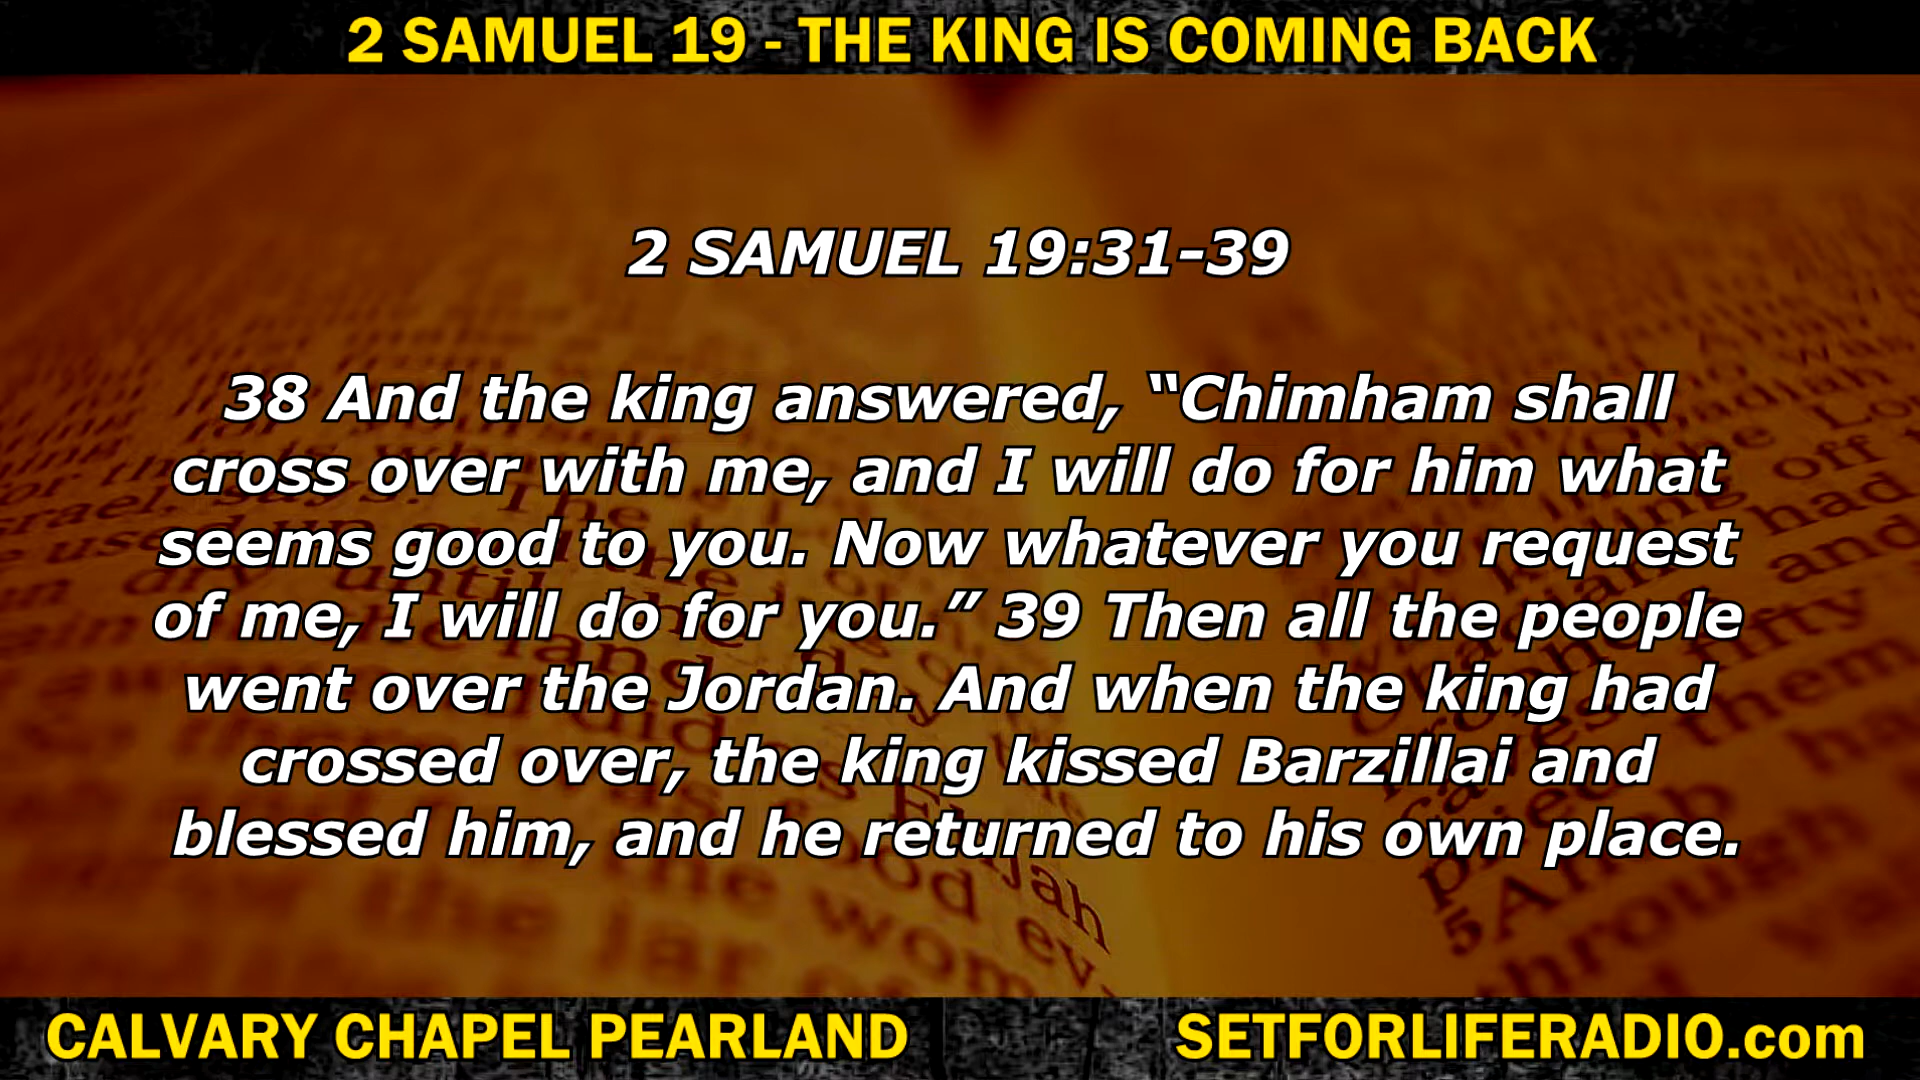 2 SAMUEL 19 - THE KING IS COMING BACK
2 SAMUEL 19:31-39
38 And the king answered, “Chimham shall
cross over with me, and I will do for him what
seems good to you. Now whatever you request
of me, I will do for you.” 39 Then all the people
went over the Jordan. And when the king had
crossed over, the king kissed Barzillai and
blessed him, and he returned to his own place.
CALVARY CHAPEL PEARLAND
SETFORLIFERADIO.com